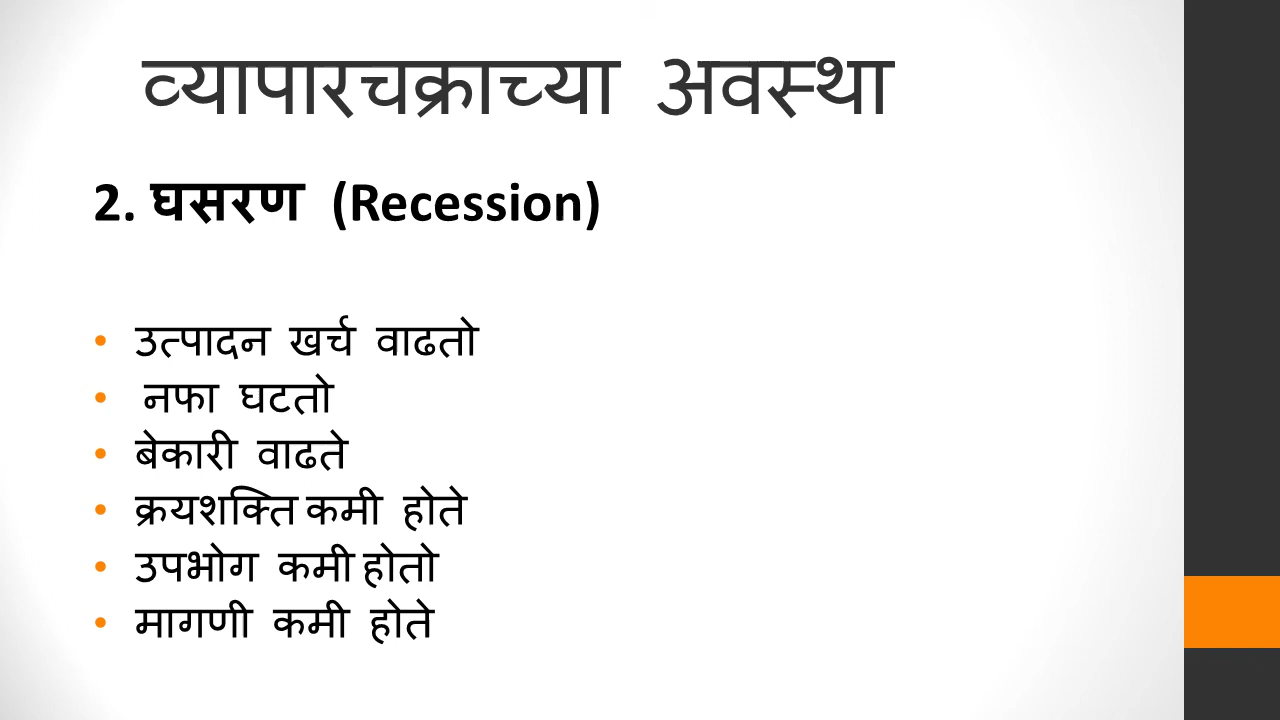 व्यापारचक्राच्या अवस्था
2. घसरण (Recession)
• उत्पादन खर्च वाढतो
• नफा घटतो
• बेकारी वाढते
• क्रयशक्ति कमी होते
• उपभोग कमी होतो
• मागणी कमी होते